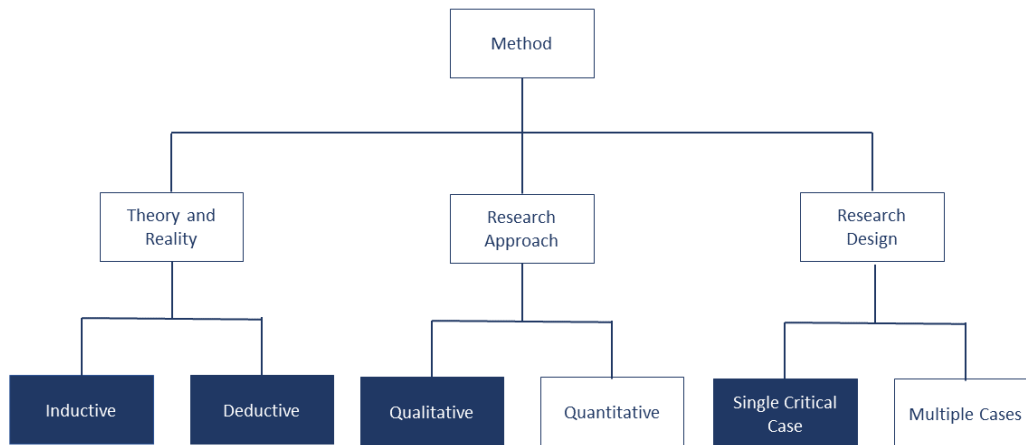 Method
Theory and
Reality
Research
Approach
Research
Design
Inductive
Deductive
Qualitative
Quantitative
Single Critical
Case
Multiple Cases